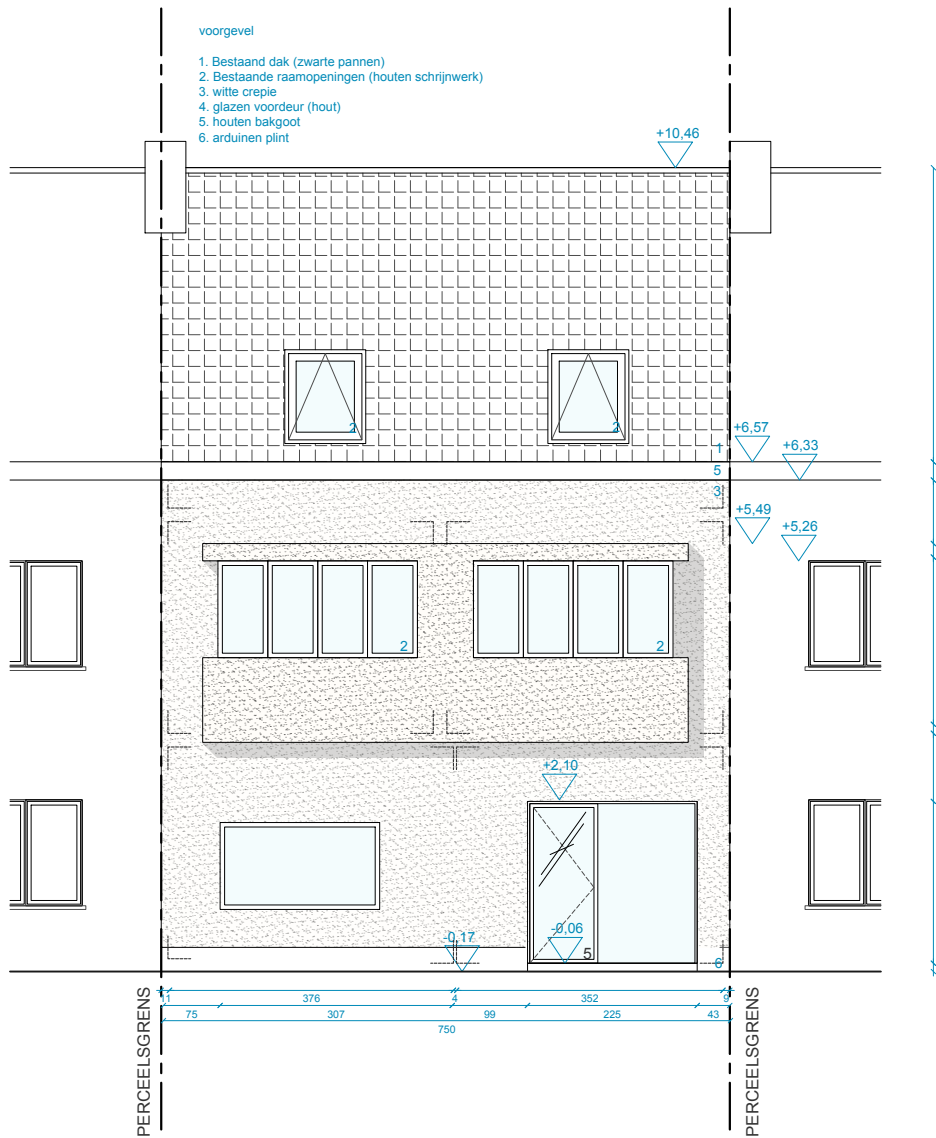 voorgevel
1. Bestaand dak (zwarte pannen)
2. Bestaande raamopeningen (houten schrijnwerk)
3. witte crepie
4. glazen voordeur (hout)
5. houten bakgoot
6. arduinen plint
+10,46
2
2
1
+6,57
+6,33
5
3
+5,49
+5,26
2
2
+2,10
-0,17
-0,06
5
6
11 376 4 352 9
75 307 99 225 43
750
PERCEELSGRENS
PERCEELSGRENS